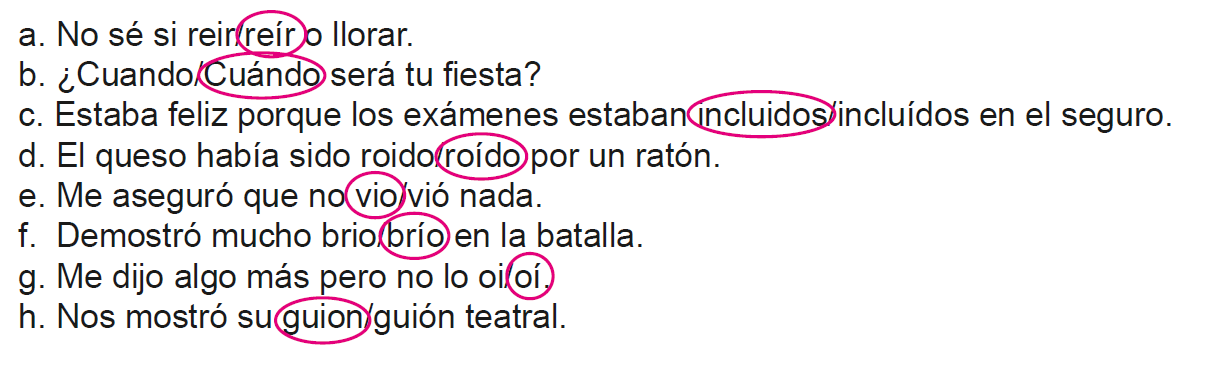 a. No sé si reir/reír o llorar.
b. ¿Cuando/Cuándo será tu fiesta?
c. Estaba feliz porque los exámenes estaban incluidos/incluídos en el seguro.
d. El queso había sido roido/roído por un ratón.
e. Me aseguró que no vio/vió nada.
f. Demostró mucho brio/brío en la batalla.
g. Me dijo algo más pero no lo oi/oí.
h. Nos mostró su guion/guión teatral.